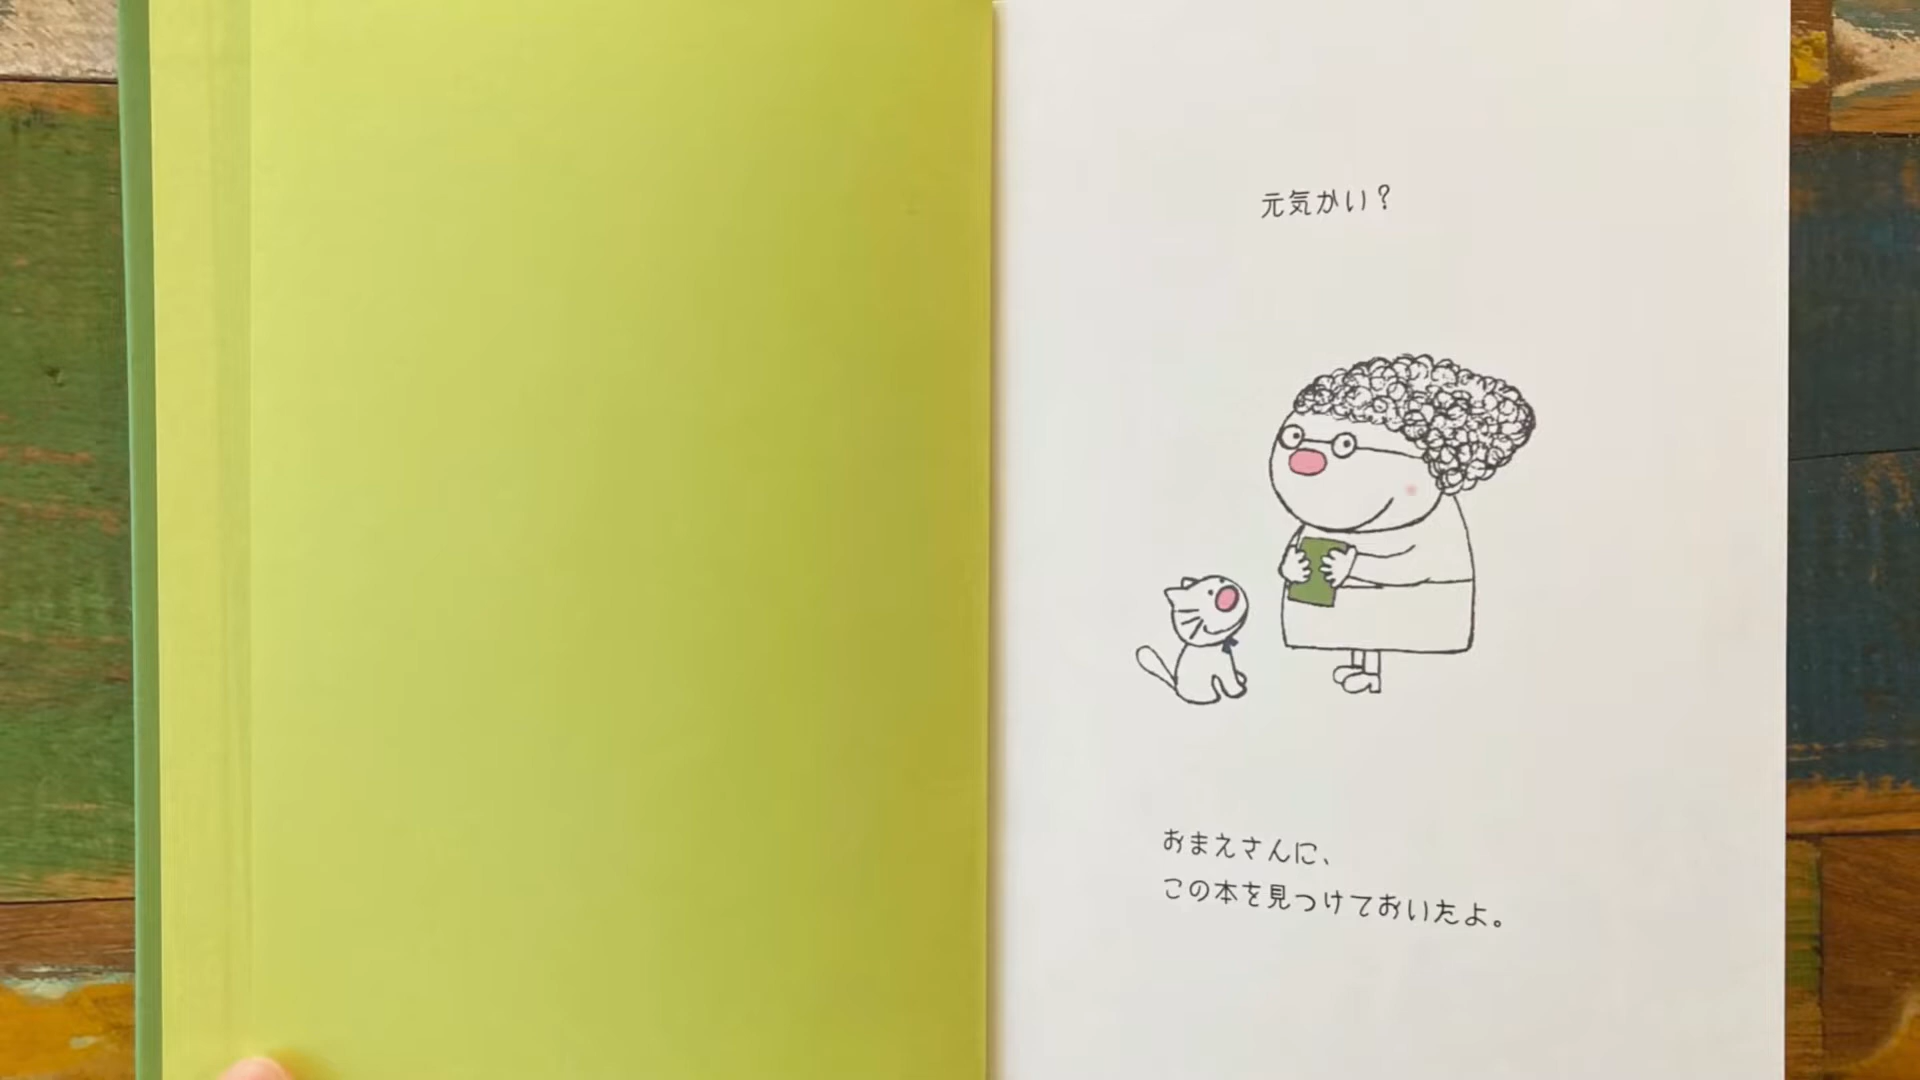 元気かい？
おまえさんに、
この本を見つけておいたよ。